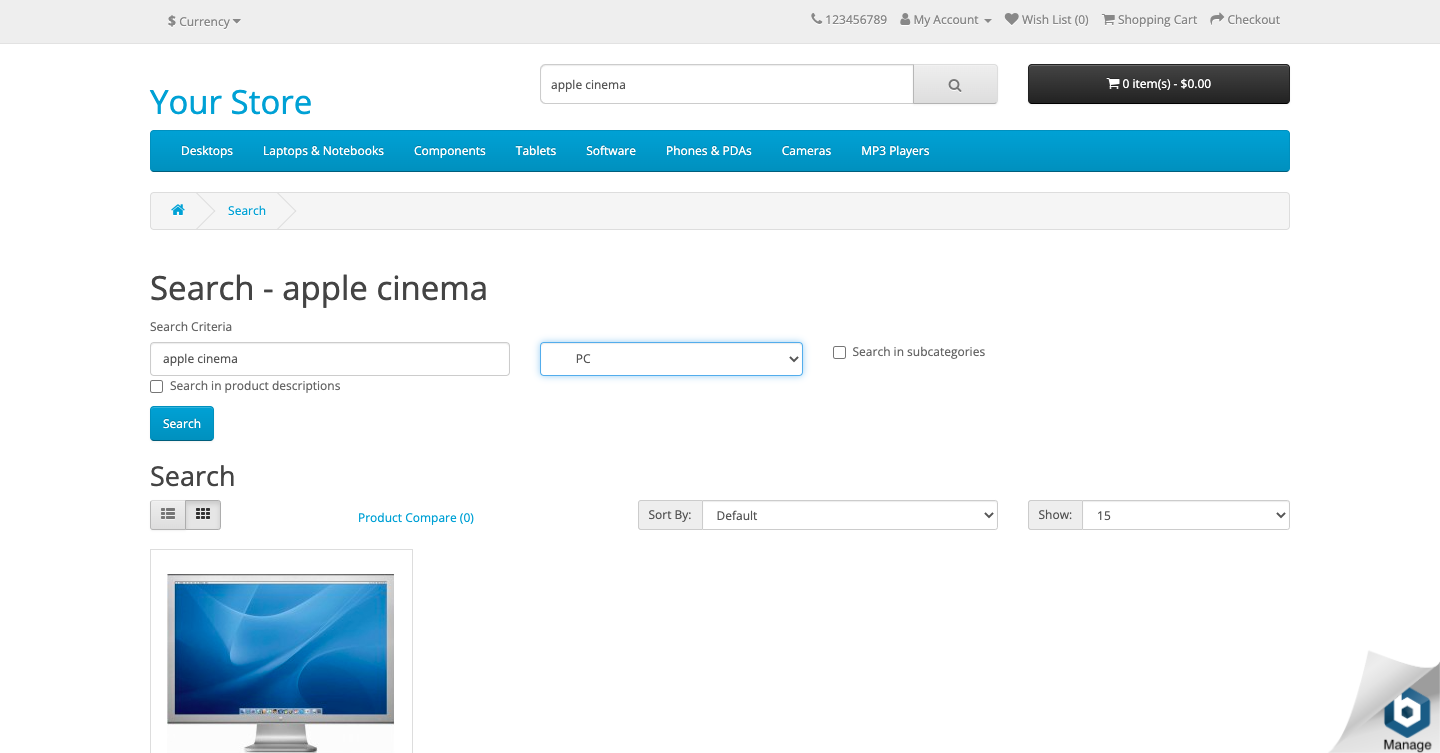 $ Currency
123456789 My Account Wish List (0) Shopping Cart Checkout
Your Store
apple cinema
0 item(s) - $0.00
Desktops Laptops & Notebooks Components Tablets Software Phones & PDAs Cameras MP3 Players
Search
Search - apple cinema
Search Criteria
apple cinema
PC
Search in subcategories
Search in product descriptions
Search
Search
Product Compare (0)
Sort By: Default
Show: 15
Manage